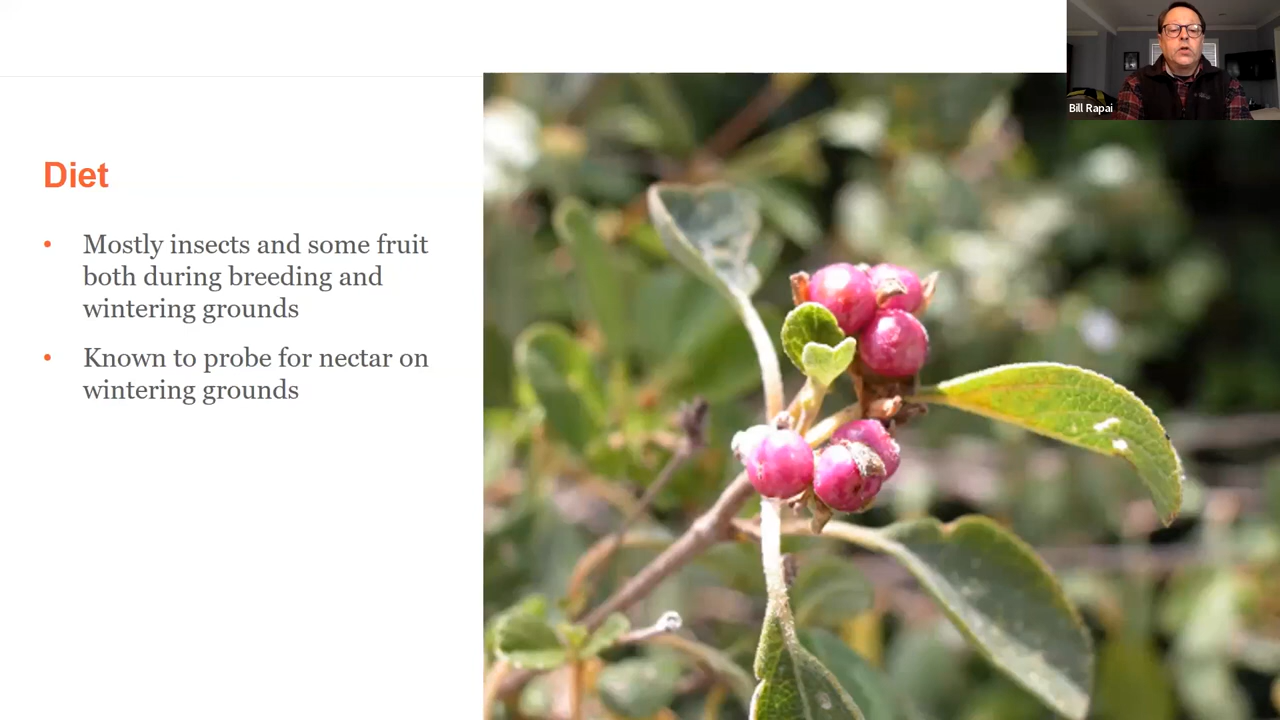 Bill Rapai
Diet
• Mostly insects and some fruit
both during breeding and
wintering grounds
• Known to probe for nectar on
wintering grounds